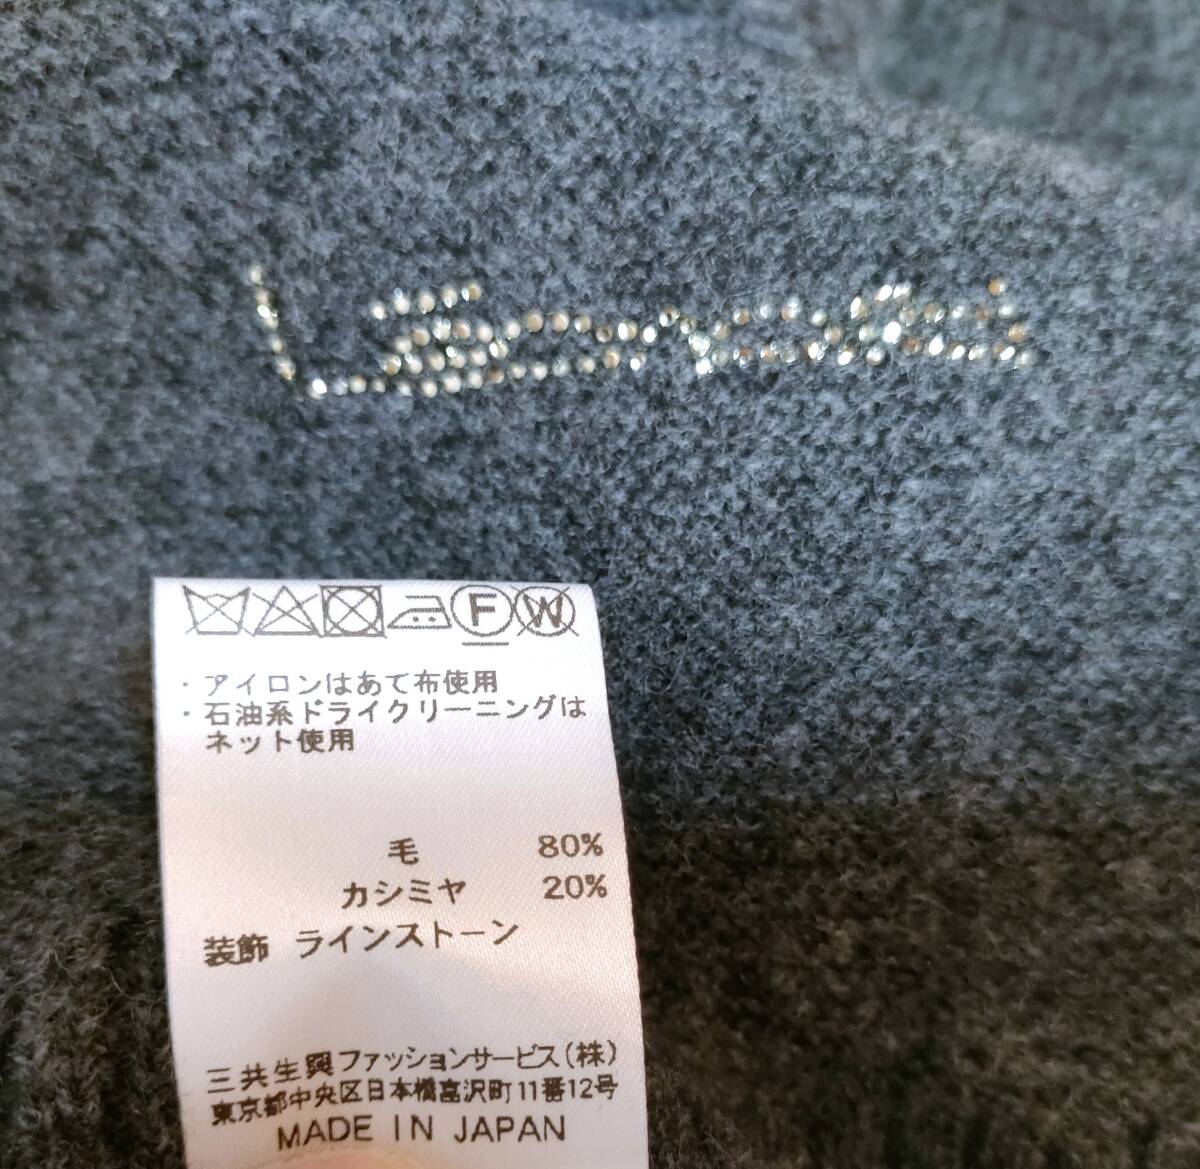 F W
・アイロンはあて布使用
・石油系ドライクリーニングは
ネット使用
毛 80%
カシミヤ 20%
装飾 ラインストーン
三共生興ファッションサービス(株)
東京都中央区日本橋富沢町11番12号
MADE IN JAPAN